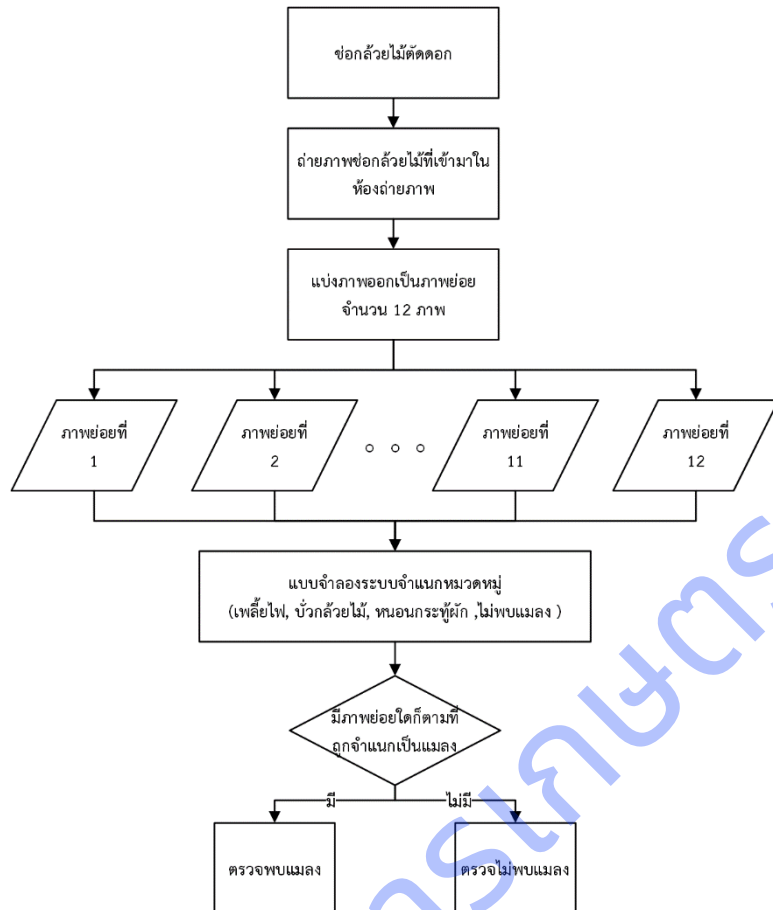 ช่อกล้วยไม้ตัดดอก
ถ่ายภาพช่อกล้วยไม้ที่เข้ามาใน
ห้องถ่ายภาพ
แบ่งภาพออกเป็นภาพย่อย
จำนวน 12 ภาพ
ภาพย่อยที่
1
ภาพย่อยที่
2
ภาพย่อยที่
11
ภาพย่อยที่
12
แบบจำลองระบบจำแนกหมวดหมู่
(เพลี้ยไฟ, บั่วกล้วยไม้, หนอนกระทู้ผัก ,ไม่พบแมลง )
มีภาพย่อยใดก็ตามที่
ถูกจำแนกเป็นแมลง
มี
ไม่มี
ตรวจพบแมลง
ตรวจไม่พบแมลง
รเกษตร